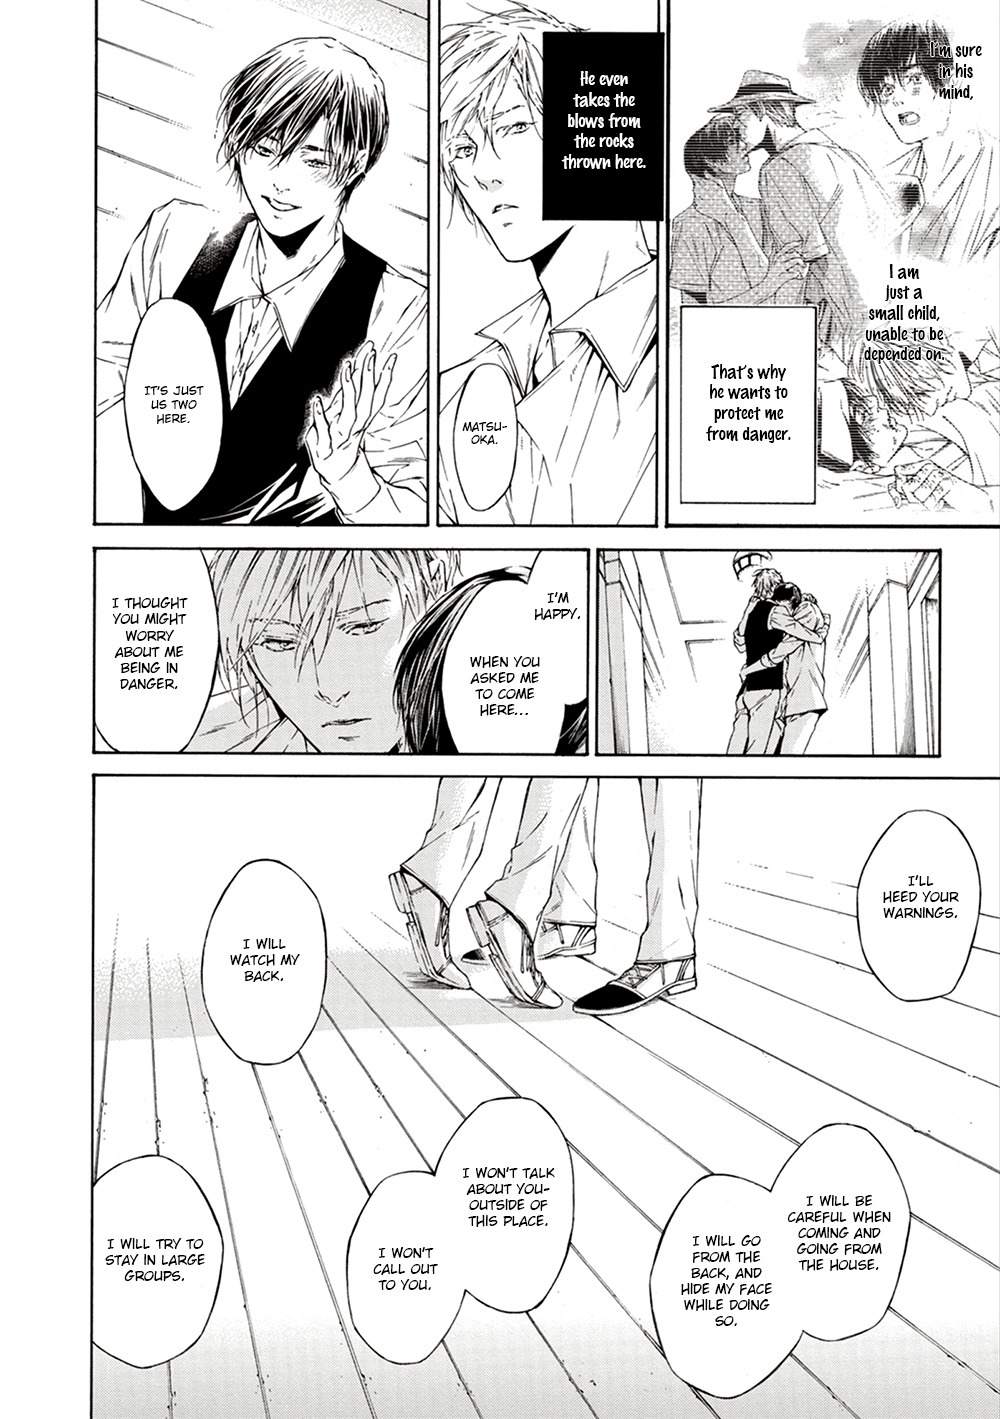 I'm sure
in his
mind,
I am
just a
small child,
unable to be
depended on.
That's why
he wants to
protect me
from danger.
He even
takes the
blows from
the rocks
thrown here.
MATSU-
OKA.
IT'S JUST
US TWO
HERE.
I'M
HAPPY.
WHEN YOU
ASKED ME
TO COME
HERE...
I THOUGHT
YOU MIGHT
WORRY
ABOUT ME
BEING IN
DANGER.
I'LL
HEED YOUR
WARNINGS.
I WILL
WATCH MY
BACK.
I WILL BE
CAREFUL WHEN
COMING AND
GOING FROM
THE HOUSE.
I WILL GO
FROM THE
BACK, AND
HIDE MY FACE
WHILE DOING
SO.
I WON'T TALK
ABOUT YOU-
OUTSIDE OF
THIS PLACE.
I WON'T
CALL OUT
TO YOU.
I WILL TRY TO
STAY IN LARGE
GROUPS.